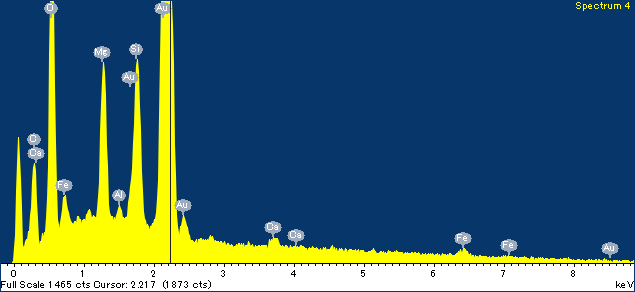 Spectrum 4
O
Au
Mg
Si
Au
C
Ca
Fe
Al
Au
Ca
Ca
Fe
Fe
Au
0 1 2 3 4 5 6 7 8
Full Scale 1465 cts Cursor: 2.217 (1873 cts) keV